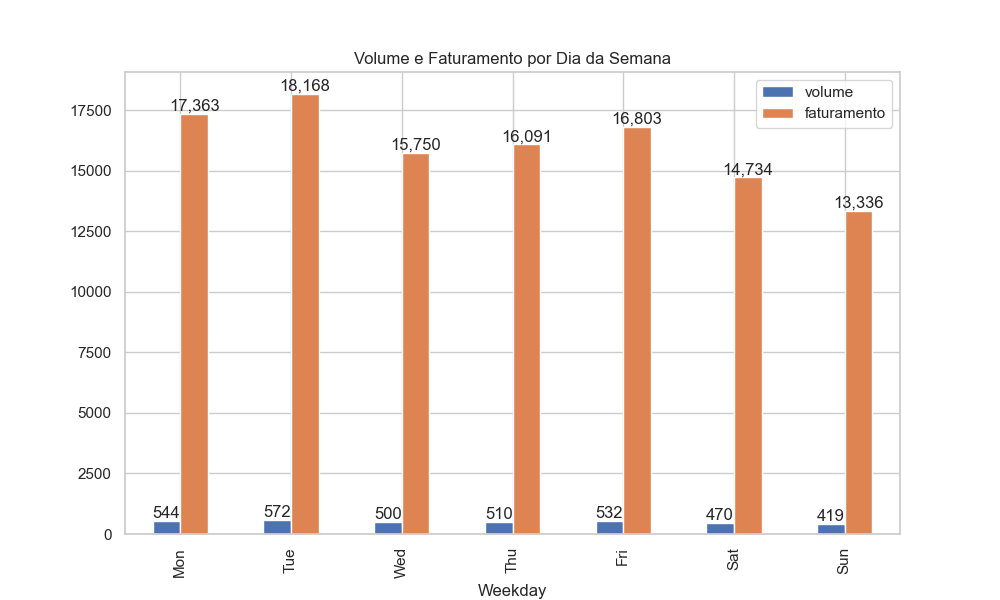 Volume e Faturamento por Dia da Semana
volume
faturamento
17500
15000
12500
10000
7500
5000
2500
0
17,363
18,168
15,750
16,091
16,803
14,734
13,336
544
572
500
510
532
470
419
Mon
Tue
Wed
Thu
Fri
Sat
Sun
Weekday